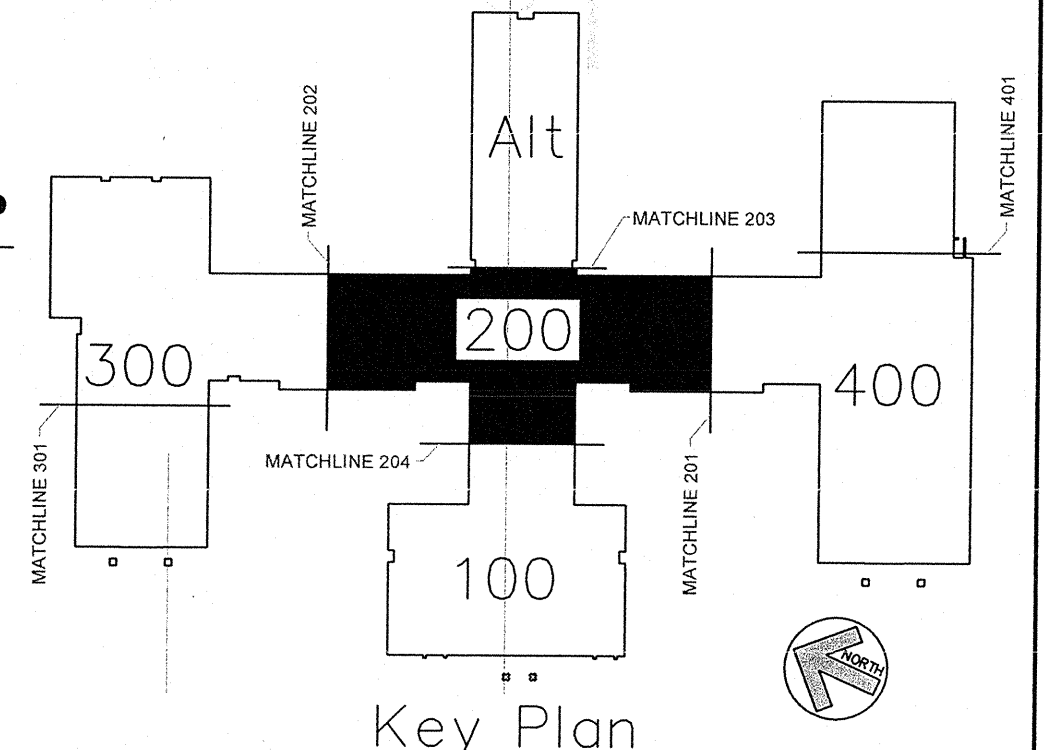 MATCHLINE 202
Alt
MATCHLINE 401
MATCHLINE 203
200
300
400
MATCHLINE 204
MATCHLINE 301
MATCHLINE 201
100
NORTH
Key Plan